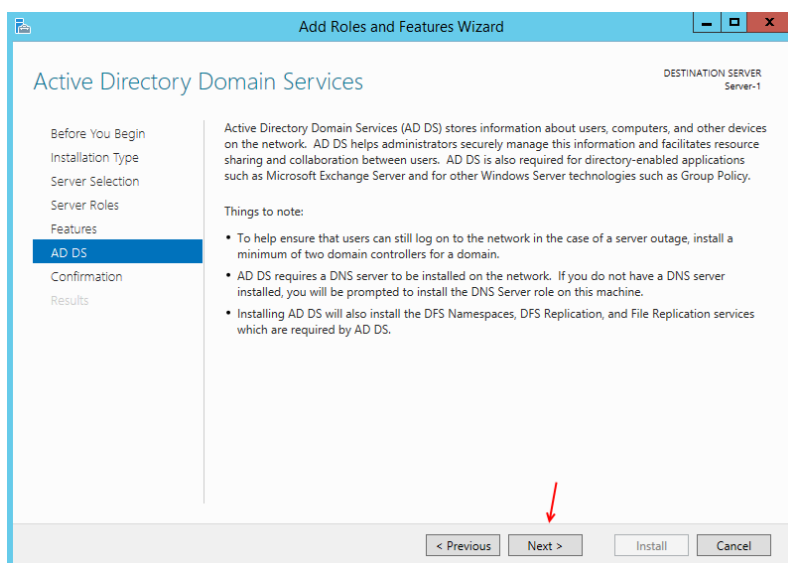 Add Roles and Features Wizard
Active Directory Domain Services
DESTINATION SERVER
Server-1
Before You Begin
Installation Type
Server Selection
Server Roles
Features
AD DS
Confirmation
Results
Active Directory Domain Services (AD DS) stores information about users, computers, and other devices
on the network. AD DS helps administrators securely manage this information and facilitates resource
sharing and collaboration between users. AD DS is also required for directory-enabled applications
such as Microsoft Exchange Server and for other Windows Server technologies such as Group Policy.
Things to note:
• To help ensure that users can still log on to the network in the case of a server outage, install a
minimum of two domain controllers for a domain.
• AD DS requires a DNS server to be installed on the network. If you do not have a DNS server
installed, you will be prompted to install the DNS Server role on this machine.
• Installing AD DS will also install the DFS Namespaces, DFS Replication, and File Replication services
which are required by AD DS.
< Previous
Next >
Install
Cancel